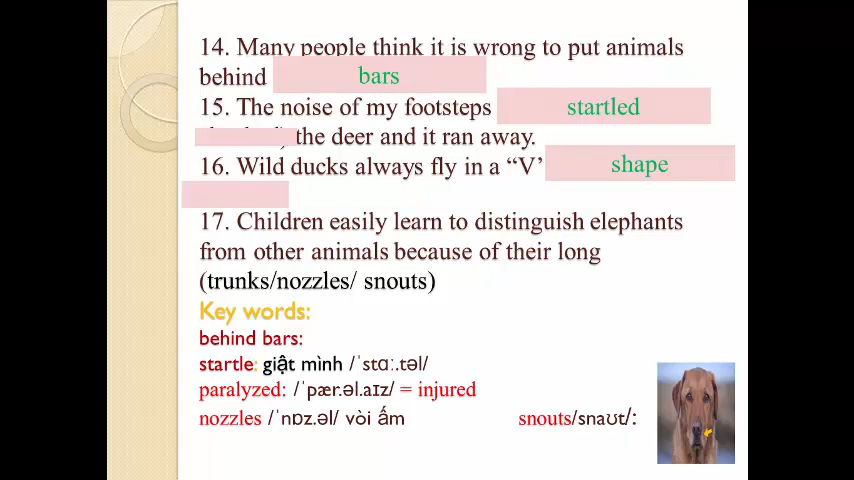 14. Many people think it is wrong to put animals
behind bars
15. The noise of my footsteps startled
the deer and it ran away.
16. Wild ducks always fly in a “V’ shape
17. Children easily learn to distinguish elephants
from other animals because of their long
(trunks/nozzles/ snouts)
Key words:
behind bars:
startle: giật mình /ˈstɑː.təl/
paralyzed: /ˈpær.əl.aɪz/ = injured
nozzles /ˈnɒz.əl/ vòi ấm snouts/snaʊt/: